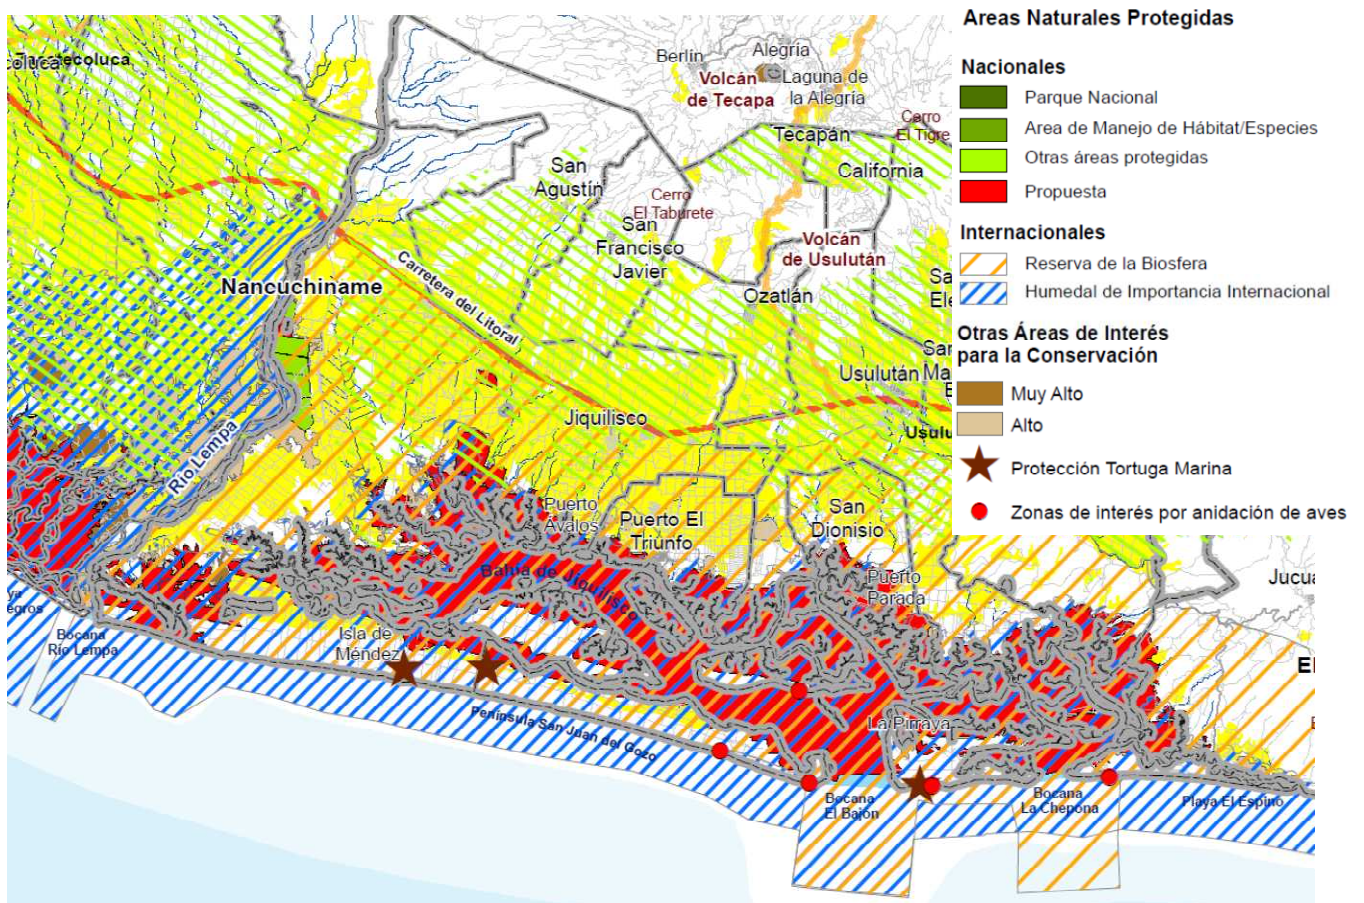 Areas Naturales Protegidas
Nacionales
Parque Nacional
Area de Manejo de Hábitat/Especies
Otras áreas protegidas
Propuesta
Internacionales
Reserva de la Biosfera
Humedal de Importancia Internacional
Otras Áreas de Interés
para la Conservación
Muy Alto
Alto
Protección Tortuga Marina
Zonas de interés por anidación de aves
Berlín
Alegría
Volcán
de Tecapa
Laguna de
la Alegría
Cerro
El Tigre
Tecapán
California
San
Agustín
Cerro
El Taburete
San
Francisco
Javier
Volcán
de Usulután
Ozatlán
Nancuchiname
Carretera del Litoral
Usulután
Jiquilisco
Río Lempa
Puerto
Avalos
Puerto El
Triunfo
San
Dionisio
Puerto
Parada
Bahía de Jiquilisco
Isla de
Méndez
Bocana
Río Lempa
Península San Juan del Gozo
La Pirraya
Bocana
El Bajón
Bocana
La Chepona
Playa El Espino